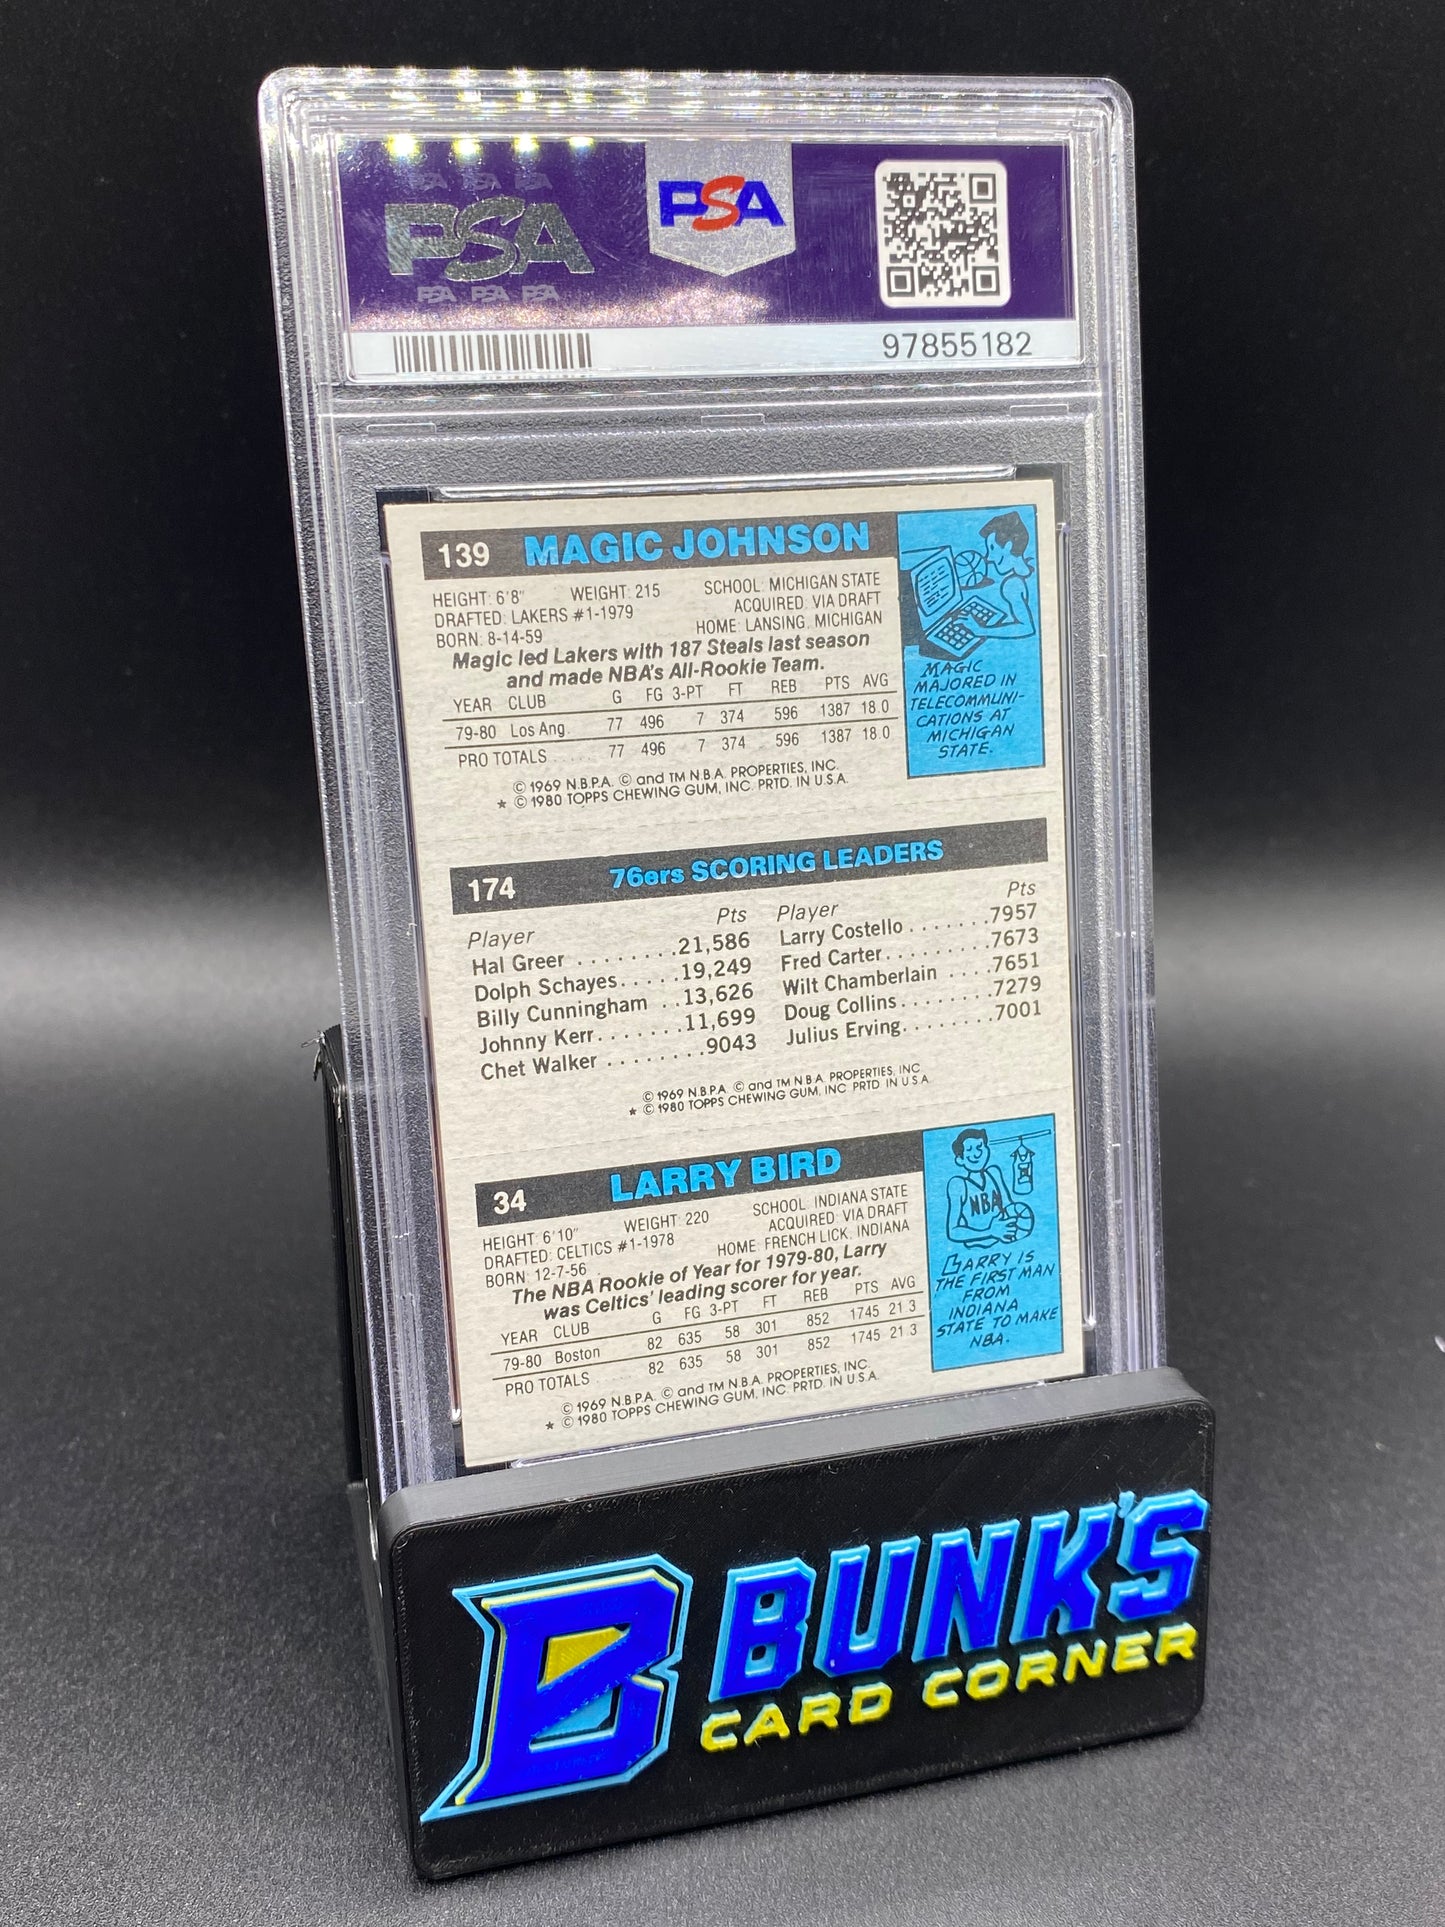 PSA PSA PSA
PSA
PSA PSA PSA
PSA
97855182
139 MAGIC JOHNSON
HEIGHT: 6'8" WEIGHT: 215 SCHOOL: MICHIGAN STATE
DRAFTED: LAKERS #1-1979 ACQUIRED: VIA DRAFT
BORN: 8-14-59 HOME: LANSING, MICHIGAN
Magic led Lakers with 187 Steals last season
and made NBA's All-Rookie Team.
YEAR CLUB G FG 3-PT FT REB PTS AVG
79-80 Los Ang. 77 496 7 374 596 1387 18.0
PRO TOTALS ..... 77 496 7 374 596 1387 18.0
© 1969 N.B.P.A. © and TM N.B.A. PROPERTIES, INC.
★ © 1980 TOPPS CHEWING GUM, INC. PRTD. IN U.S.A.
MAGIC
MAJORED IN
TELECOMMUNI-
CATIONS AT
MICHIGAN
STATE.
174 76ers SCORING LEADERS
Player Pts Player Pts
Hal Greer ........ 21,586 Larry Costello ....... 7957
Dolph Schayes ..... 19,249 Fred Carter ......... 7673
Billy Cunningham .. 13,626 Wilt Chamberlain .... 7651
Johnny Kerr ....... 11,699 Doug Collins ........ 7279
Chet Walker ........ 9043 Julius Erving ........ 7001
© 1969 N.B.P.A. © and TM N.B.A. PROPERTIES, INC.
★ © 1980 TOPPS CHEWING GUM, INC. PRTD. IN U.S.A.
34 LARRY BIRD
HEIGHT: 6'10" WEIGHT: 220 SCHOOL: INDIANA STATE
DRAFTED: CELTICS #1-1978 ACQUIRED: VIA DRAFT
BORN: 12-7-56 HOME: FRENCH LICK, INDIANA
The NBA Rookie of Year for 1979-80, Larry
was Celtics' leading scorer for year.
YEAR CLUB G FG 3-PT FT REB PTS AVG
79-80 Boston 82 635 58 301 852 1745 21.3
PRO TOTALS ..... 82 635 58 301 852 1745 21.3
© 1969 N.B.P.A. © and TM N.B.A. PROPERTIES, INC.
★ © 1980 TOPPS CHEWING GUM, INC. PRTD. IN U.S.A.
NBA
LARRY IS
THE FIRST MAN
FROM
INDIANA
STATE TO MAKE
NBA.
B BUNK'S
CARD CORNER